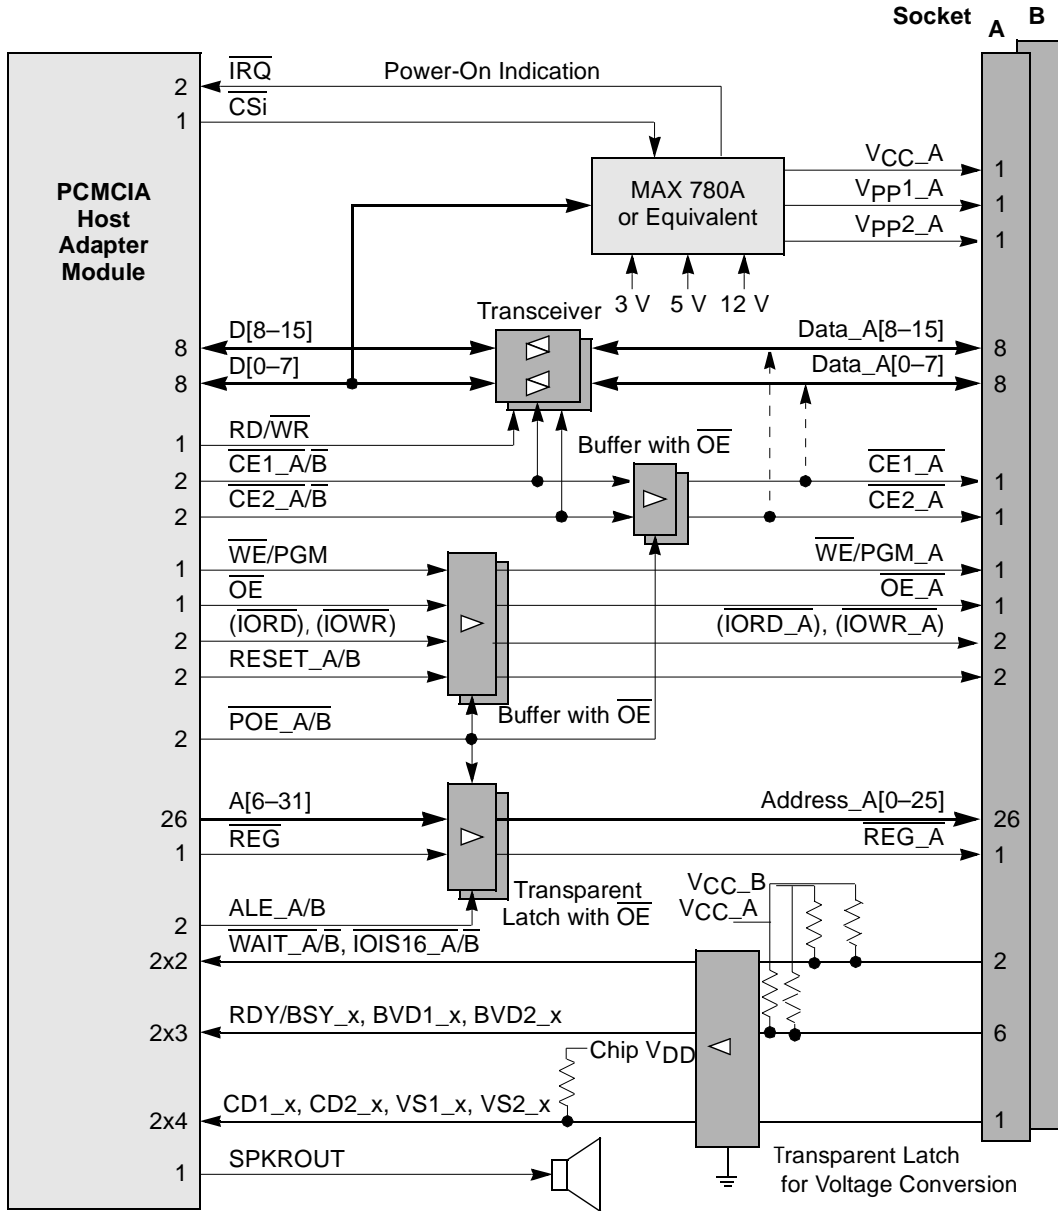 Socket A B
IRQ Power-On Indication
2
CSi
1
PCMCIA
Host
Adapter
Module
MAX 780A
or Equivalent
VCC_A
1
VPP1_A
1
VPP2_A
1
3 V 5 V 12 V
Transceiver
D[8–15] Data_A[8–15]
8 8
D[0–7] Data_A[0–7]
8 8
RD/WR
1
Buffer with OE
CE1_A/B CE1_A
2 1
CE2_A/B CE2_A
2 1
WE/PGM WE/PGM_A
1 1
OE OE_A
1 1
(IORD), (IOWR) (IORD_A), (IOWR_A)
2 2
RESET_A/B
2 2
Buffer with OE
POE_A/B
2
A[6–31] Address_A[0–25]
26 26
REG REG_A
1 1
Transparent
Latch with OE
VCC_B
VCC_A
ALE_A/B
2
WAIT_A/B, IOIS16_A/B
2x2 2
RDY/BSY_x, BVD1_x, BVD2_x
2x3 6
Chip VDD
CD1_x, CD2_x, VS1_x, VS2_x
2x4 1
SPKROUT
1
Transparent Latch
for Voltage Conversion